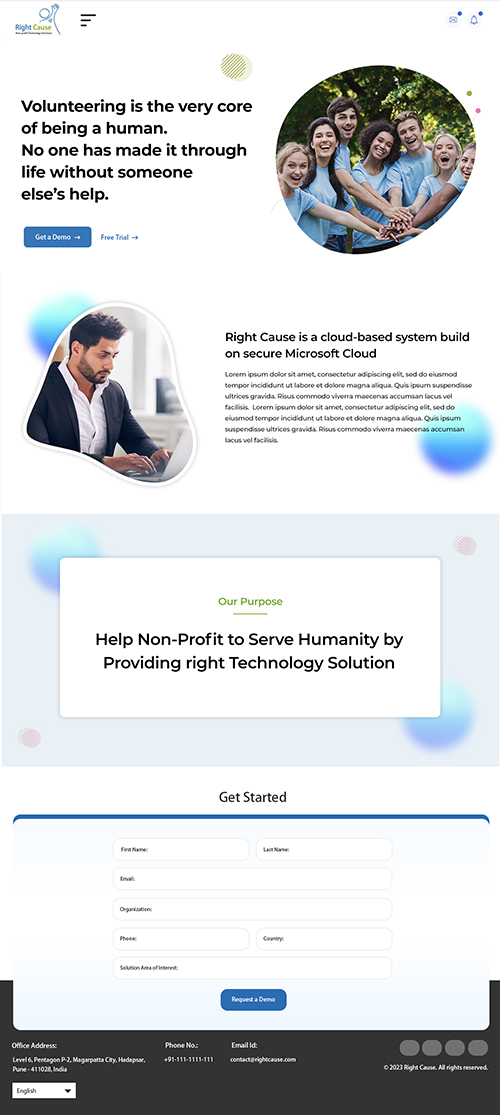 Right Cause
Non-profit Technology Solutions
Volunteering is the very core
of being a human.
No one has made it through
life without someone
else’s help.
Get a Demo →
Free Trial →
Right Cause is a cloud-based system build
on secure Microsoft Cloud
Lorem ipsum dolor sit amet, consectetur adipiscing elit, sed do eiusmod
tempor incididunt ut labore et dolore magna aliqua. Quis ipsum suspendisse
ultrices gravida. Risus commodo viverra maecenas accumsan lacus vel
facilisis. Lorem ipsum dolor sit amet, consectetur adipiscing elit, sed do
eiusmod tempor incididunt ut labore et dolore magna aliqua. Quis ipsum
suspendisse ultrices gravida. Risus commodo viverra maecenas accumsan
lacus vel facilisis.
Our Purpose
Help Non-Profit to Serve Humanity by
Providing right Technology Solution
Get Started
First Name:
Last Name:
Email:
Organization:
Phone:
Country:
Solution Area of Interest:
Request a Demo
Office Address:
Level 6, Pentagon P-2, Magarpatta City, Hadapsar,
Pune - 411028, India
Phone No.:
+91-111-1111-111
Email Id:
contact@rightcause.com
© 2023 Right Cause. All rights reserved.
English